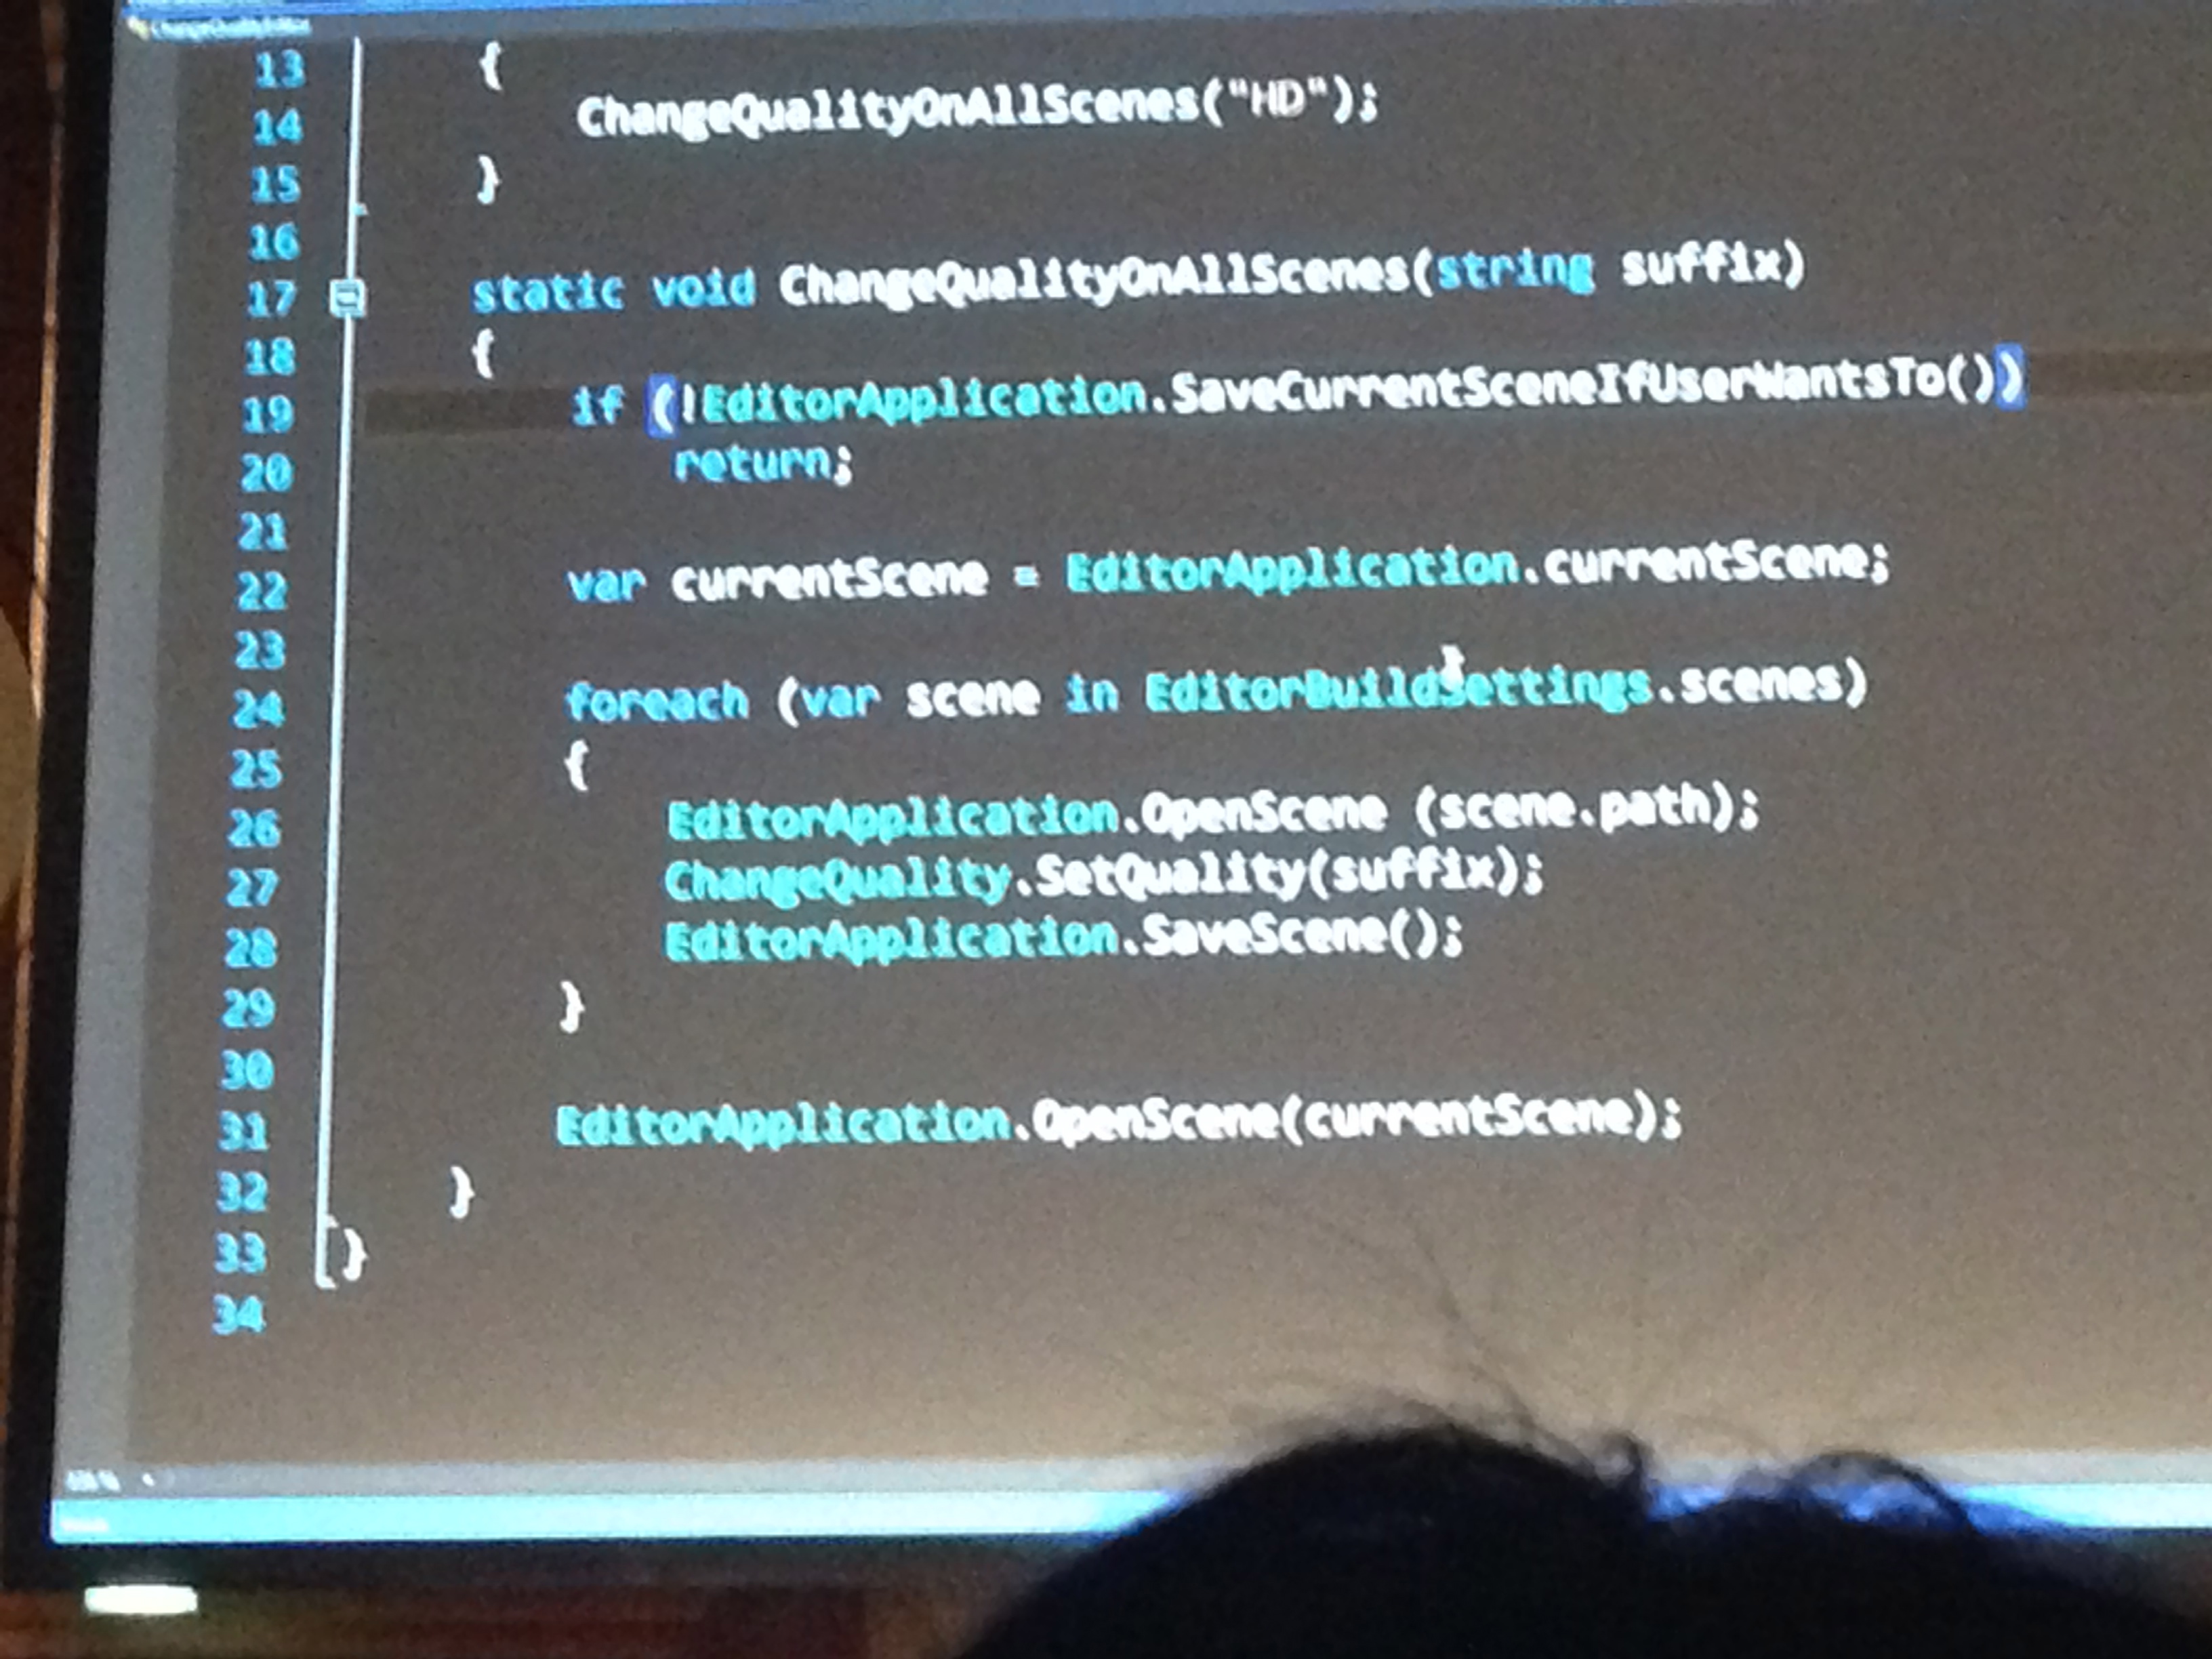 13 {
14 ChangeQualityOnAllScenes("HD");
15 }
16
17 static void ChangeQualityOnAllScenes(string suffix)
18 {
19 if (!EditorApplication.SaveCurrentSceneIfUserWantsTo())
20 return;
21
22 var currentScene = EditorApplication.currentScene;
23
24 foreach (var scene in EditorBuildSettings.scenes)
25 {
26 EditorApplication.OpenScene (scene.path);
27 ChangeQuality.SetQuality(suffix);
28 EditorApplication.SaveScene();
29 }
30
31 EditorApplication.OpenScene(currentScene);
32 }
33 }
34